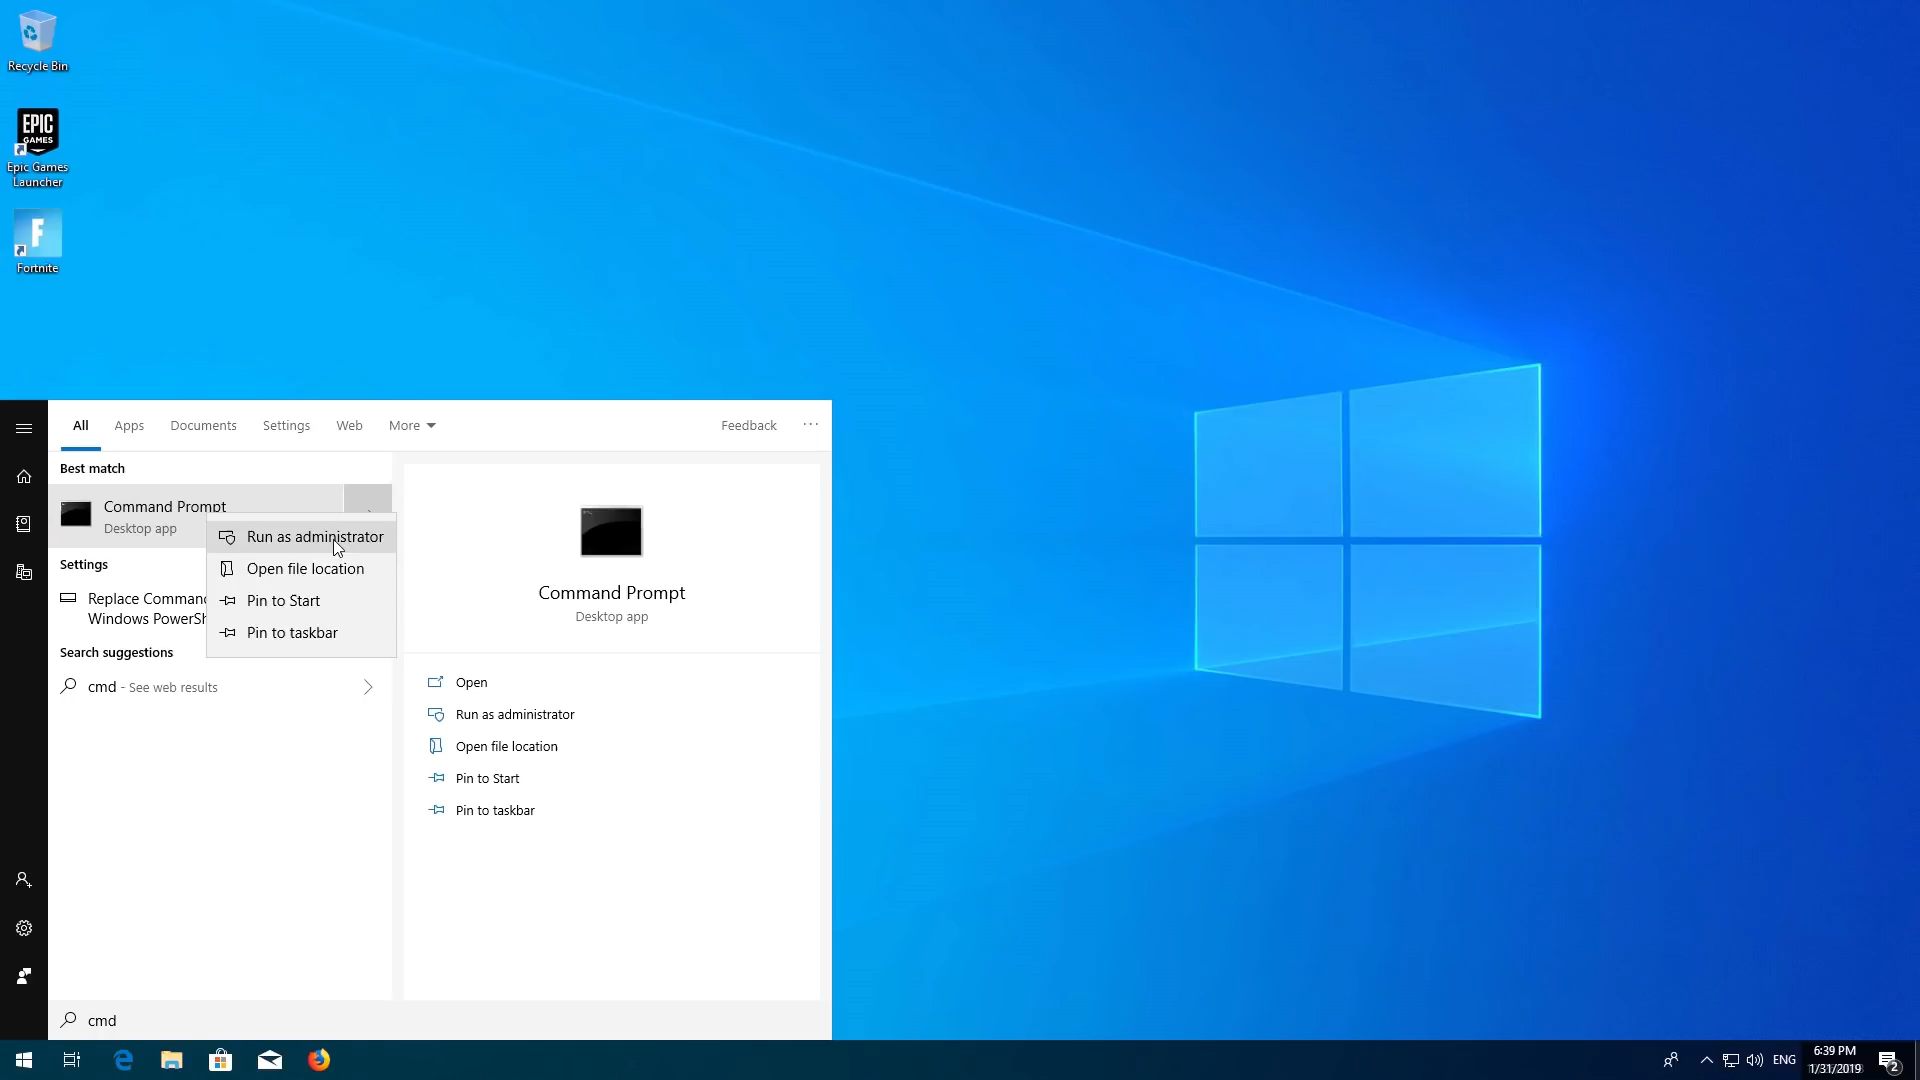 Recycle Bin
EPIC
GAMES
Epic Games
Launcher
F
Fortnite
All
Apps
Documents
Settings
Web
More
Feedback
Best match
Command Prompt
Desktop app
Run as administrator
Open file location
Pin to Start
Pin to taskbar
Settings
Replace
Windows
Search suggestions
cmd - See web results
Command Prompt
Desktop app
Open
Run as administrator
Open file location
Pin to Start
Pin to taskbar
cmd
ENG
6:39 PM
1/31/2019
2